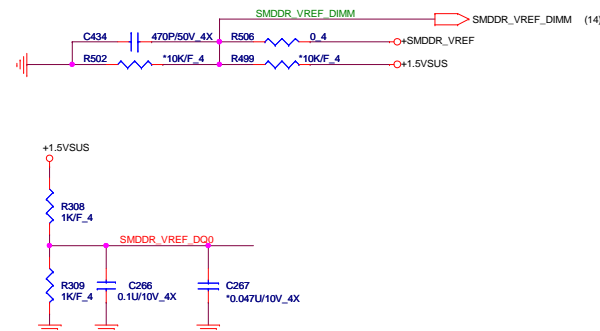 SMDDR_VREF_DIMM
SMDDR_VREF_DIMM (14)
C434 470P/50V_4X R506 0_4
+SMDDR_VREF
R502 *10K/F_4 R499 *10K/F_4
+1.5VSUS
+1.5VSUS
R308
1K/F_4
SMDDR_VREF_DQ0
R309
1K/F_4
C266
0.1U/10V_4X
C267
*0.047U/10V_4X